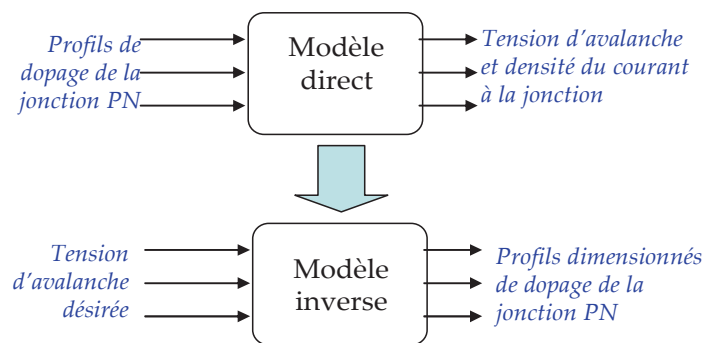 Profils de
dopage de la
jonction PN
Modèle
direct
Tension d'avalanche
et densité du courant
à la jonction
Tension
d'avalanche
désirée
Modèle
inverse
Profils dimensionnés
de dopage de la
jonction PN